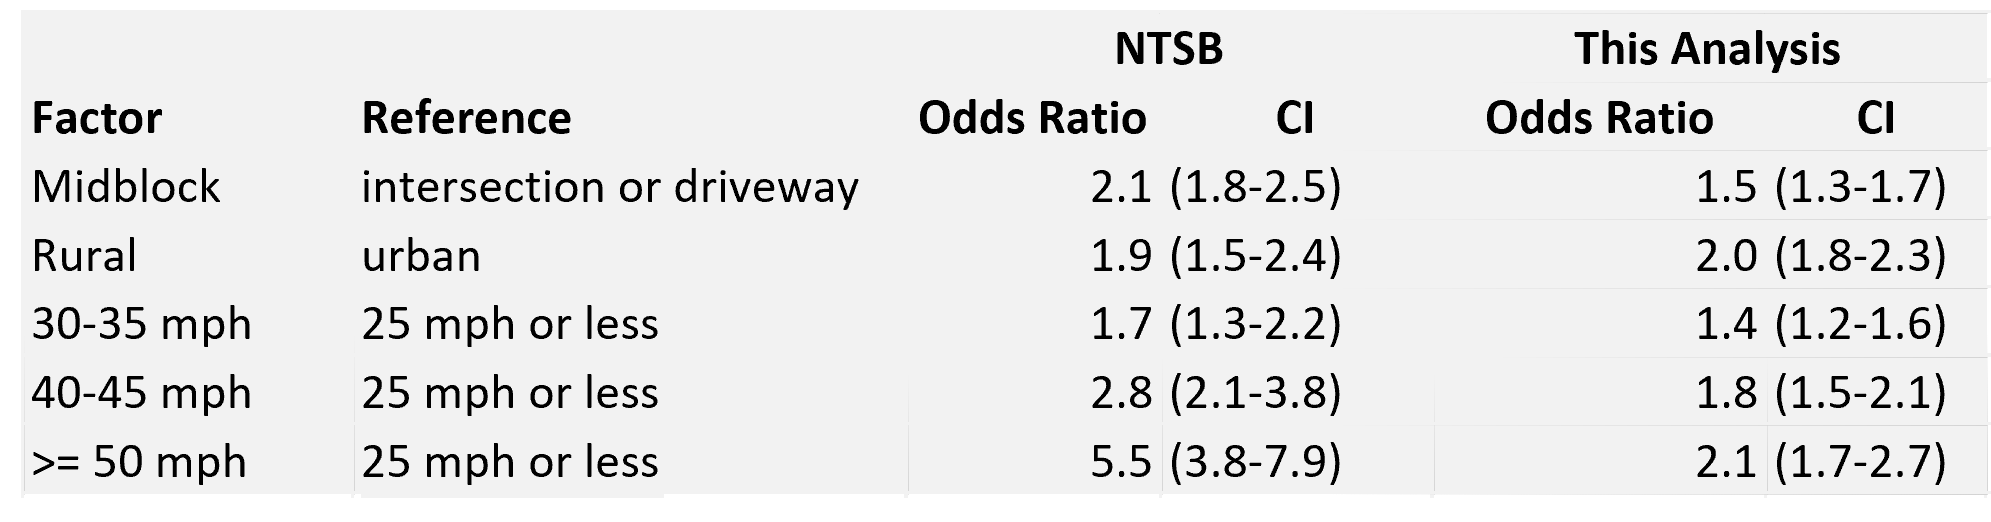 NTSB This Analysis
Factor Reference Odds Ratio CI Odds Ratio CI
Midblock intersection or driveway 2.1 (1.8-2.5) 1.5 (1.3-1.7)
Rural urban 1.9 (1.5-2.4) 2.0 (1.8-2.3)
30-35 mph 25 mph or less 1.7 (1.3-2.2) 1.4 (1.2-1.6)
40-45 mph 25 mph or less 2.8 (2.1-3.8) 1.8 (1.5-2.1)
>= 50 mph 25 mph or less 5.5 (3.8-7.9) 2.1 (1.7-2.7)